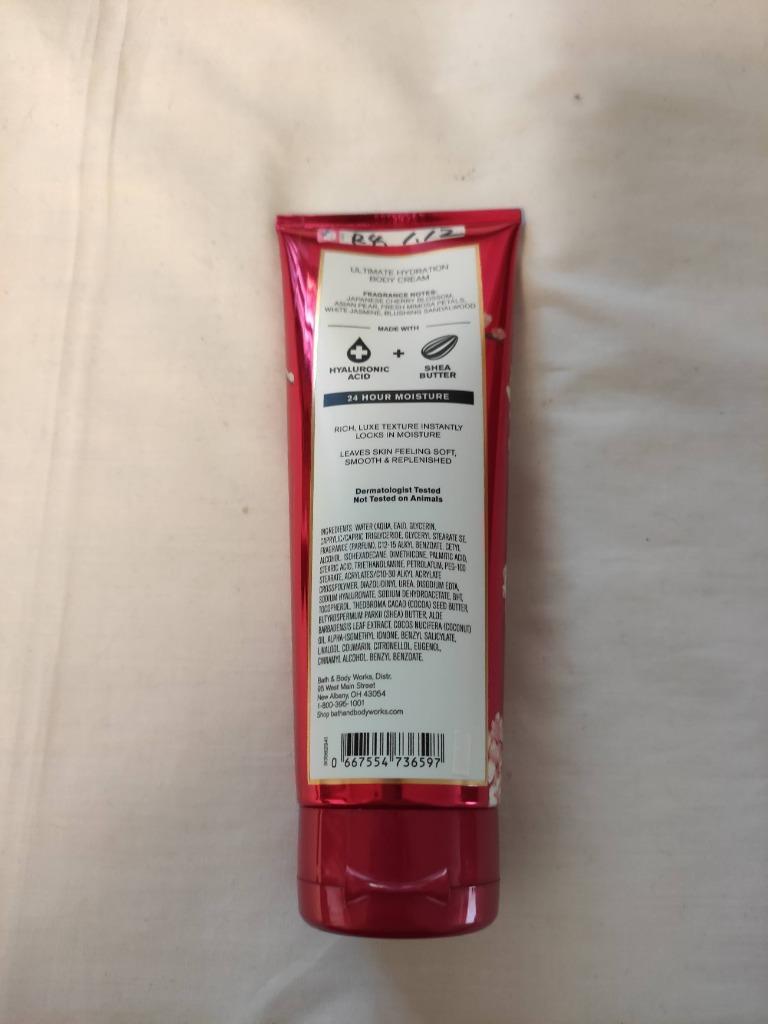 ULTIMATE HYDRATION
BODY CREAM
FRAGRANCE NOTES:
JAPANESE CHERRY BLOSSOM,
ASIAN PEAR, FRESH MIMOSA PETALS,
WHITE JASMINE, BLUSHING SANDALWOOD
MADE WITH
HYALURONIC
ACID
+
SHEA
BUTTER
24 HOUR MOISTURE
RICH, LUXE TEXTURE INSTANTLY
LOCKS IN MOISTURE
LEAVES SKIN FEELING SOFT,
SMOOTH & REPLENISHED
Dermatologist Tested
Not Tested on Animals
INGREDIENTS: WATER (AQUA, EAU), GLYCERIN,
CAPRYLIC/CAPRIC TRIGLYCERIDE, GLYCERYL STEARATE SE,
FRAGRANCE (PARFUM), C12-15 ALKYL BENZOATE, CETYL
ALCOHOL, ISOHEXADECANE, DIMETHICONE, PALMITIC ACID,
STEARIC ACID, TRIETHANOLAMINE, PETROLATUM, PEG-100
STEARATE, ACRYLATES/C10-30 ALKYL ACRYLATE
CROSSPOLYMER, DIAZOLIDINYL UREA, DISODIUM EDTA,
SODIUM HYALURONATE, SODIUM DEHYDROACETATE, BHT,
TOCOPHEROL, THEOBROMA CACAO (COCOA) SEED BUTTER,
BUTYROSPERMUM PARKII (SHEA) BUTTER, ALOE
BARBADENSIS LEAF EXTRACT, COCOS NUCIFERA (COCONUT)
OIL, ALPHA-ISOMETHYL IONONE, BENZYL SALICYLATE,
LINALOOL, COUMARIN, CITRONELLOL, EUGENOL,
CINNAMYL ALCOHOL, BENZYL BENZOATE.
Bath & Body Works, Distr.
95 West Main Street
New Albany, OH 43054
1-800-395-1001
Shop bathandbodyworks.com
0 667554 736597